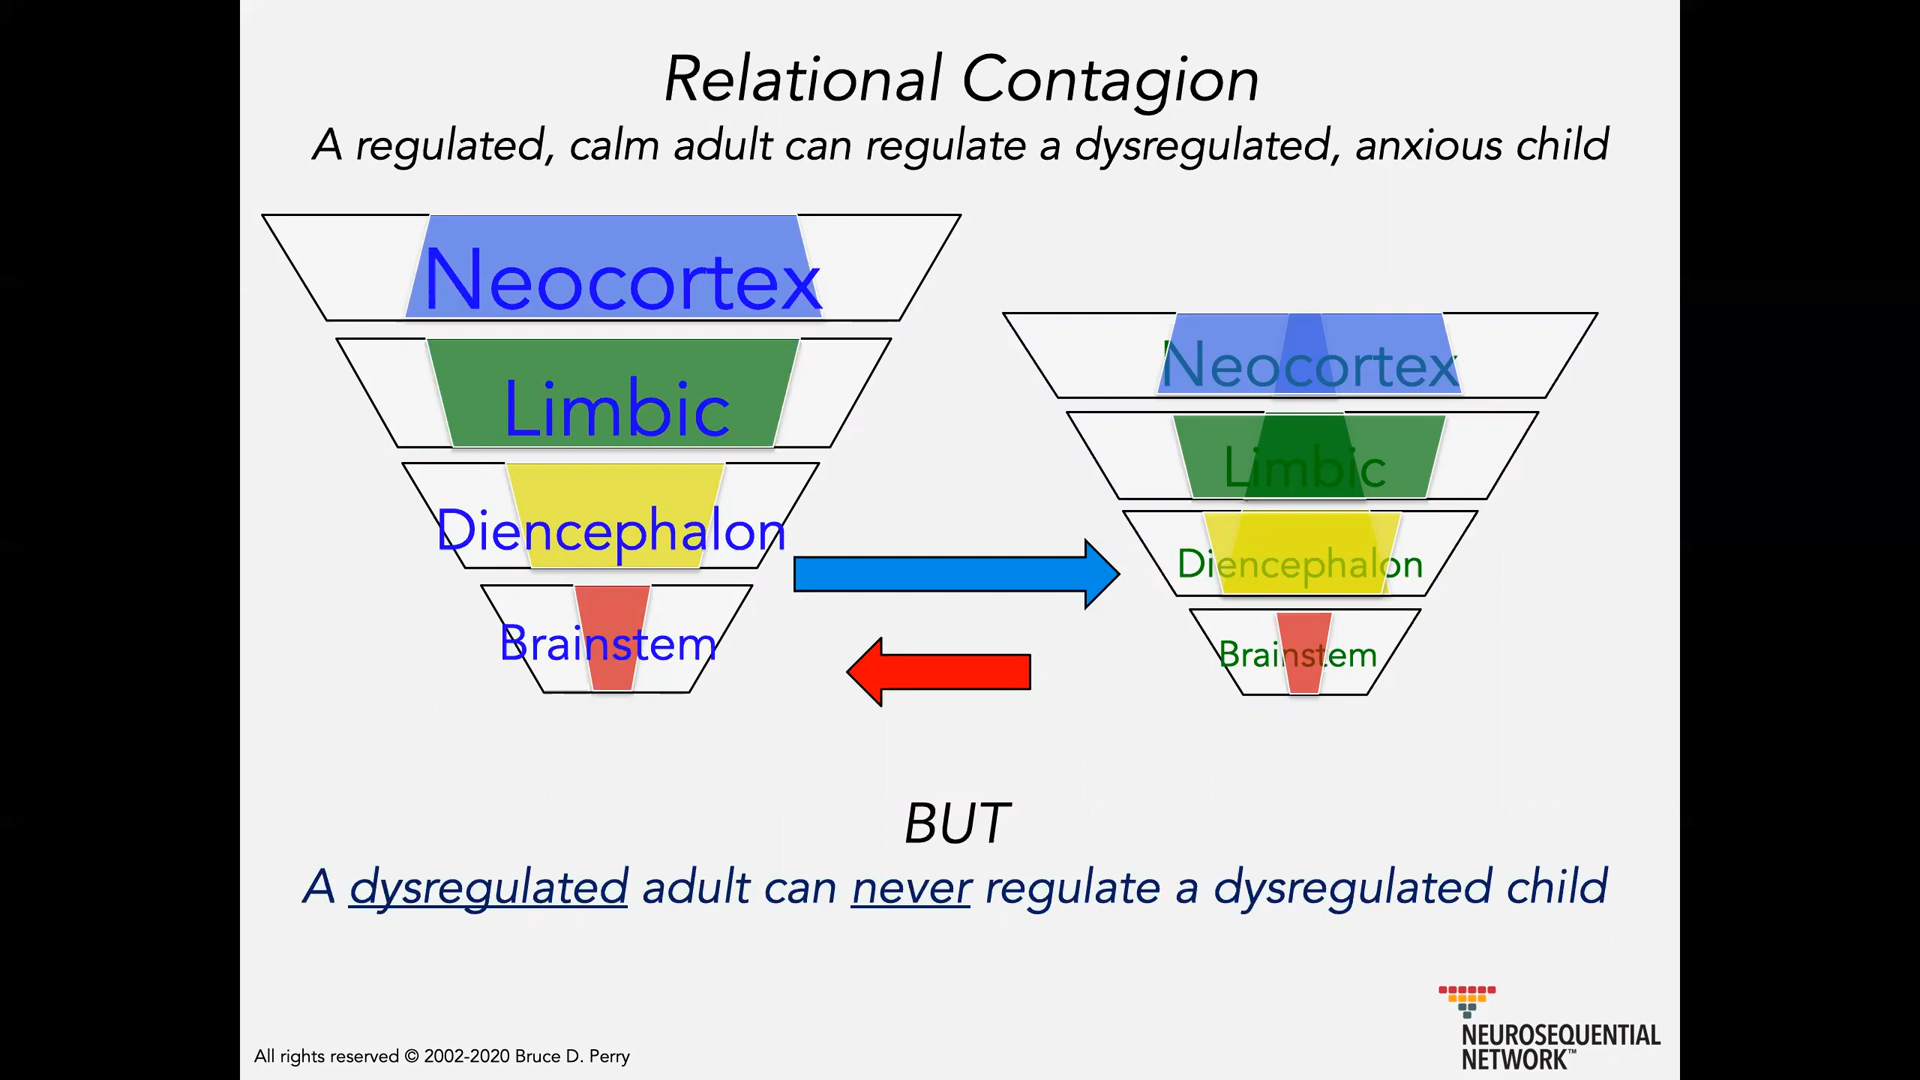 Relational Contagion
A regulated, calm adult can regulate a dysregulated, anxious child
Neocortex
Limbic
Diencephalon
Brainstem
Neocortex
Limbic
Diencephalon
Brainstem
BUT
A dysregulated adult can never regulate a dysregulated child
All rights reserved © 2002-2020 Bruce D. Perry
NEUROSEQUENTIAL
NETWORK™